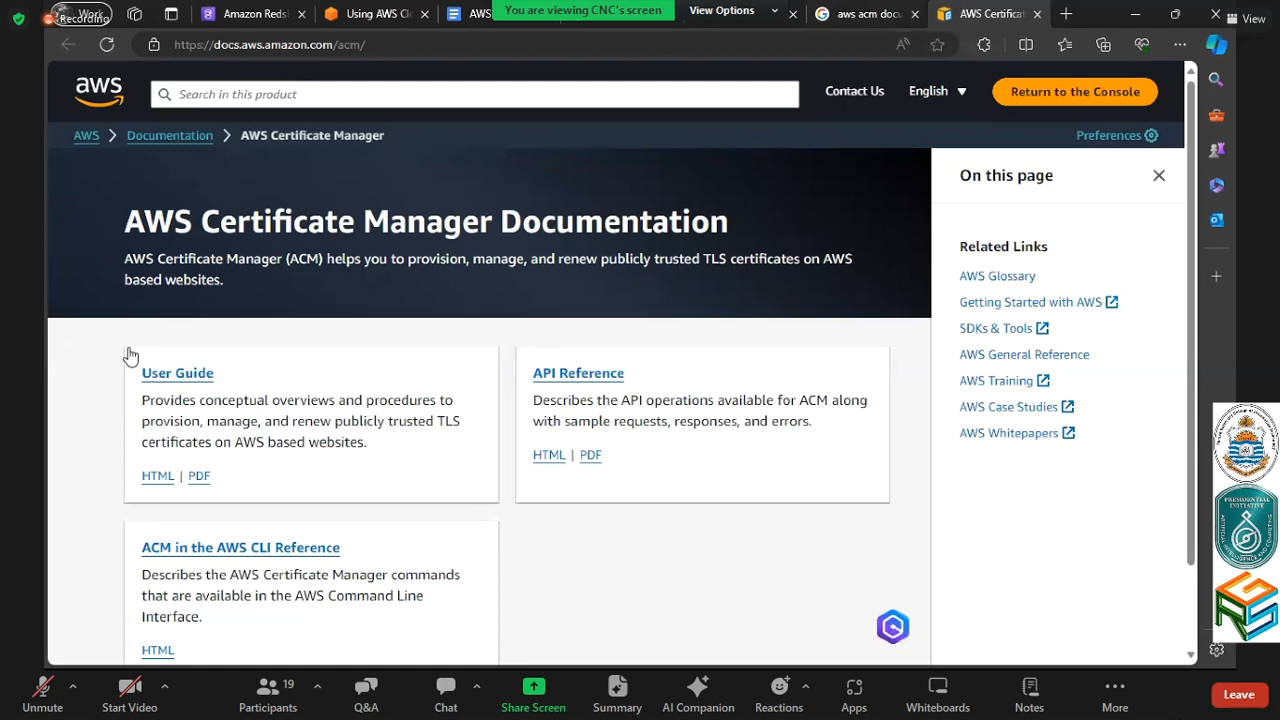 Work
Recording
Amazon Redsl
Using AWS Cl
AWS
You are viewing CNC's screen
View Options
aws acm docu
AWS Certificat
View
https://docs.aws.amazon.com/acm/
aws
Search in this product
Contact Us
English
Return to the Console
AWS
Documentation
AWS Certificate Manager
Preferences
AWS Certificate Manager Documentation
AWS Certificate Manager (ACM) helps you to provision, manage, and renew publicly trusted TLS certificates on AWS
based websites.
User Guide
Provides conceptual overviews and procedures to
provision, manage, and renew publicly trusted TLS
certificates on AWS based websites.
HTML | PDF
API Reference
Describes the API operations available for ACM along
with sample requests, responses, and errors.
HTML | PDF
ACM in the AWS CLI Reference
Describes the AWS Certificate Manager commands
that are available in the AWS Command Line
Interface.
HTML
On this page
Related Links
AWS Glossary
Getting Started with AWS
SDKs & Tools
AWS General Reference
AWS Training
AWS Case Studies
AWS Whitepapers
PRESIDENTIAL
INITIATIVE
Unmute
Start Video
19
Participants
Q&A
Chat
Share Screen
Summary
AI Companion
Reactions
Apps
Whiteboards
Notes
More
Leave